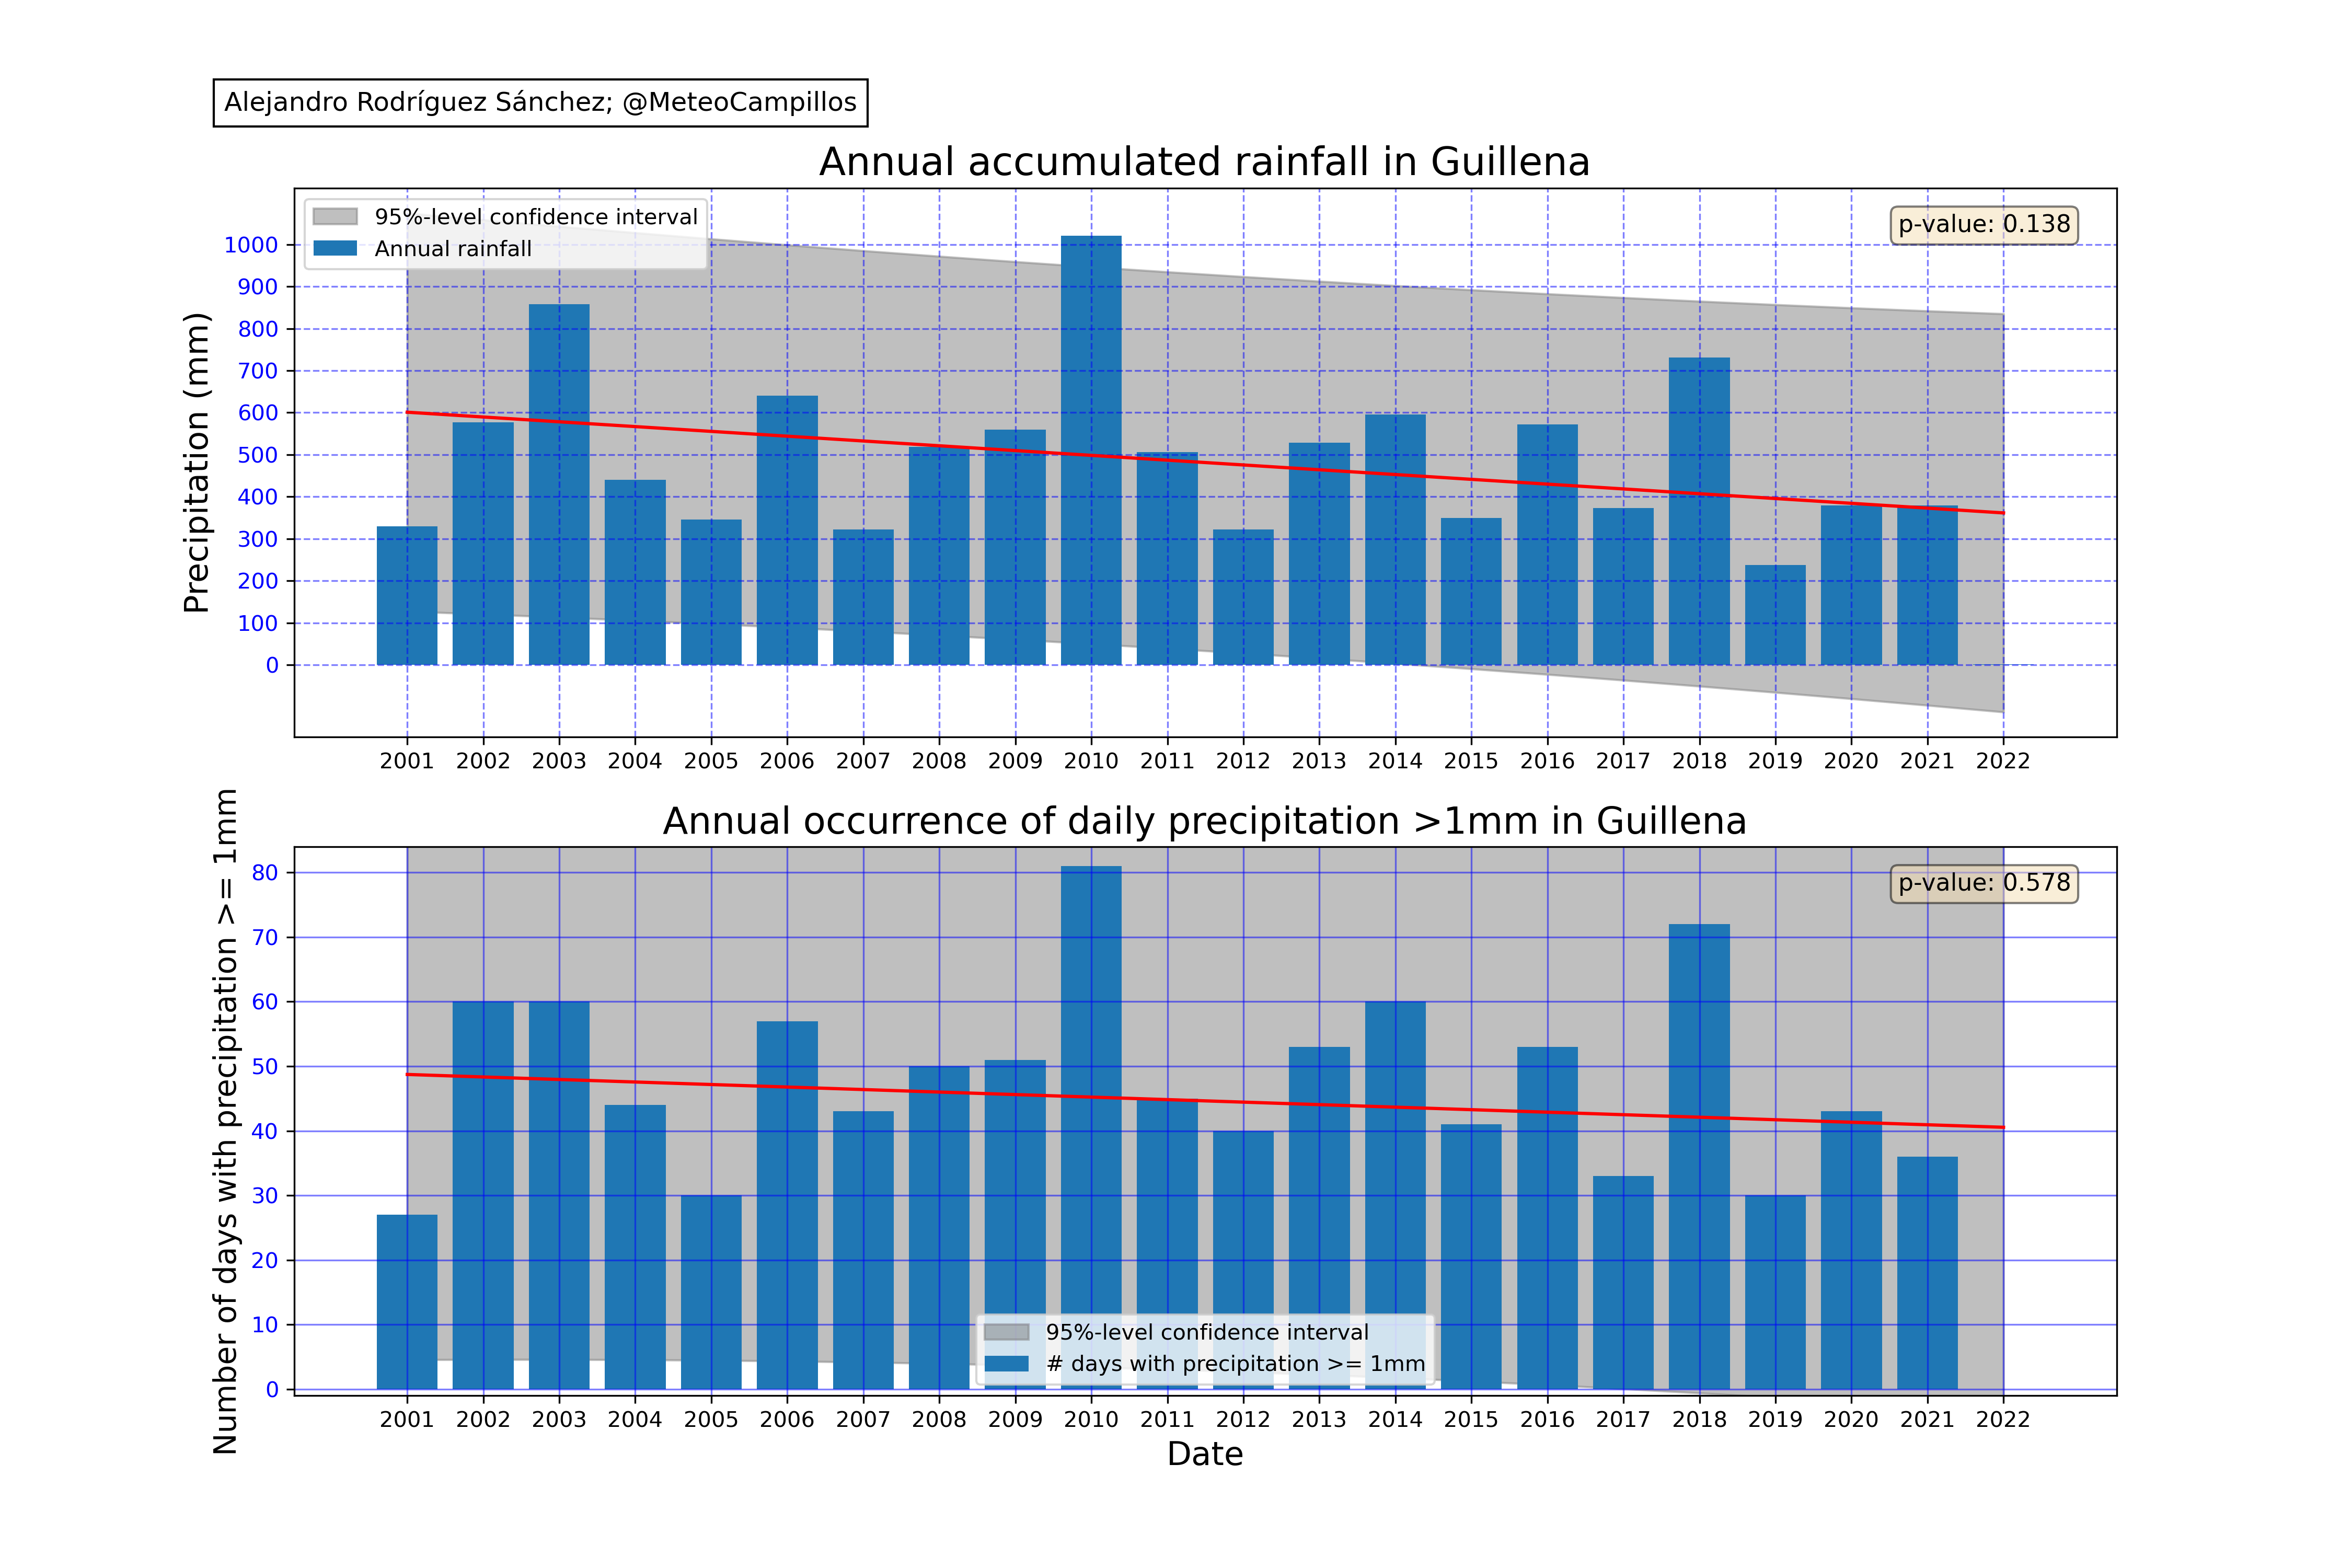 Alejandro Rodríguez Sánchez; @MeteoCampillos
Annual accumulated rainfall in Guillena
95%-level confidence interval
Annual rainfall
p-value: 0.138
Precipitation (mm)
1000
900
800
700
600
500
400
300
200
100
0
2001 2002 2003 2004 2005 2006 2007 2008 2009 2010 2011 2012 2013 2014 2015 2016 2017 2018 2019 2020 2021 2022
Annual occurrence of daily precipitation >1mm in Guillena
p-value: 0.578
Number of days with precipitation >= 1mm
80
70
60
50
40
30
20
10
0
95%-level confidence interval
# days with precipitation >= 1mm
2001 2002 2003 2004 2005 2006 2007 2008 2009 2010 2011 2012 2013 2014 2015 2016 2017 2018 2019 2020 2021 2022
Date